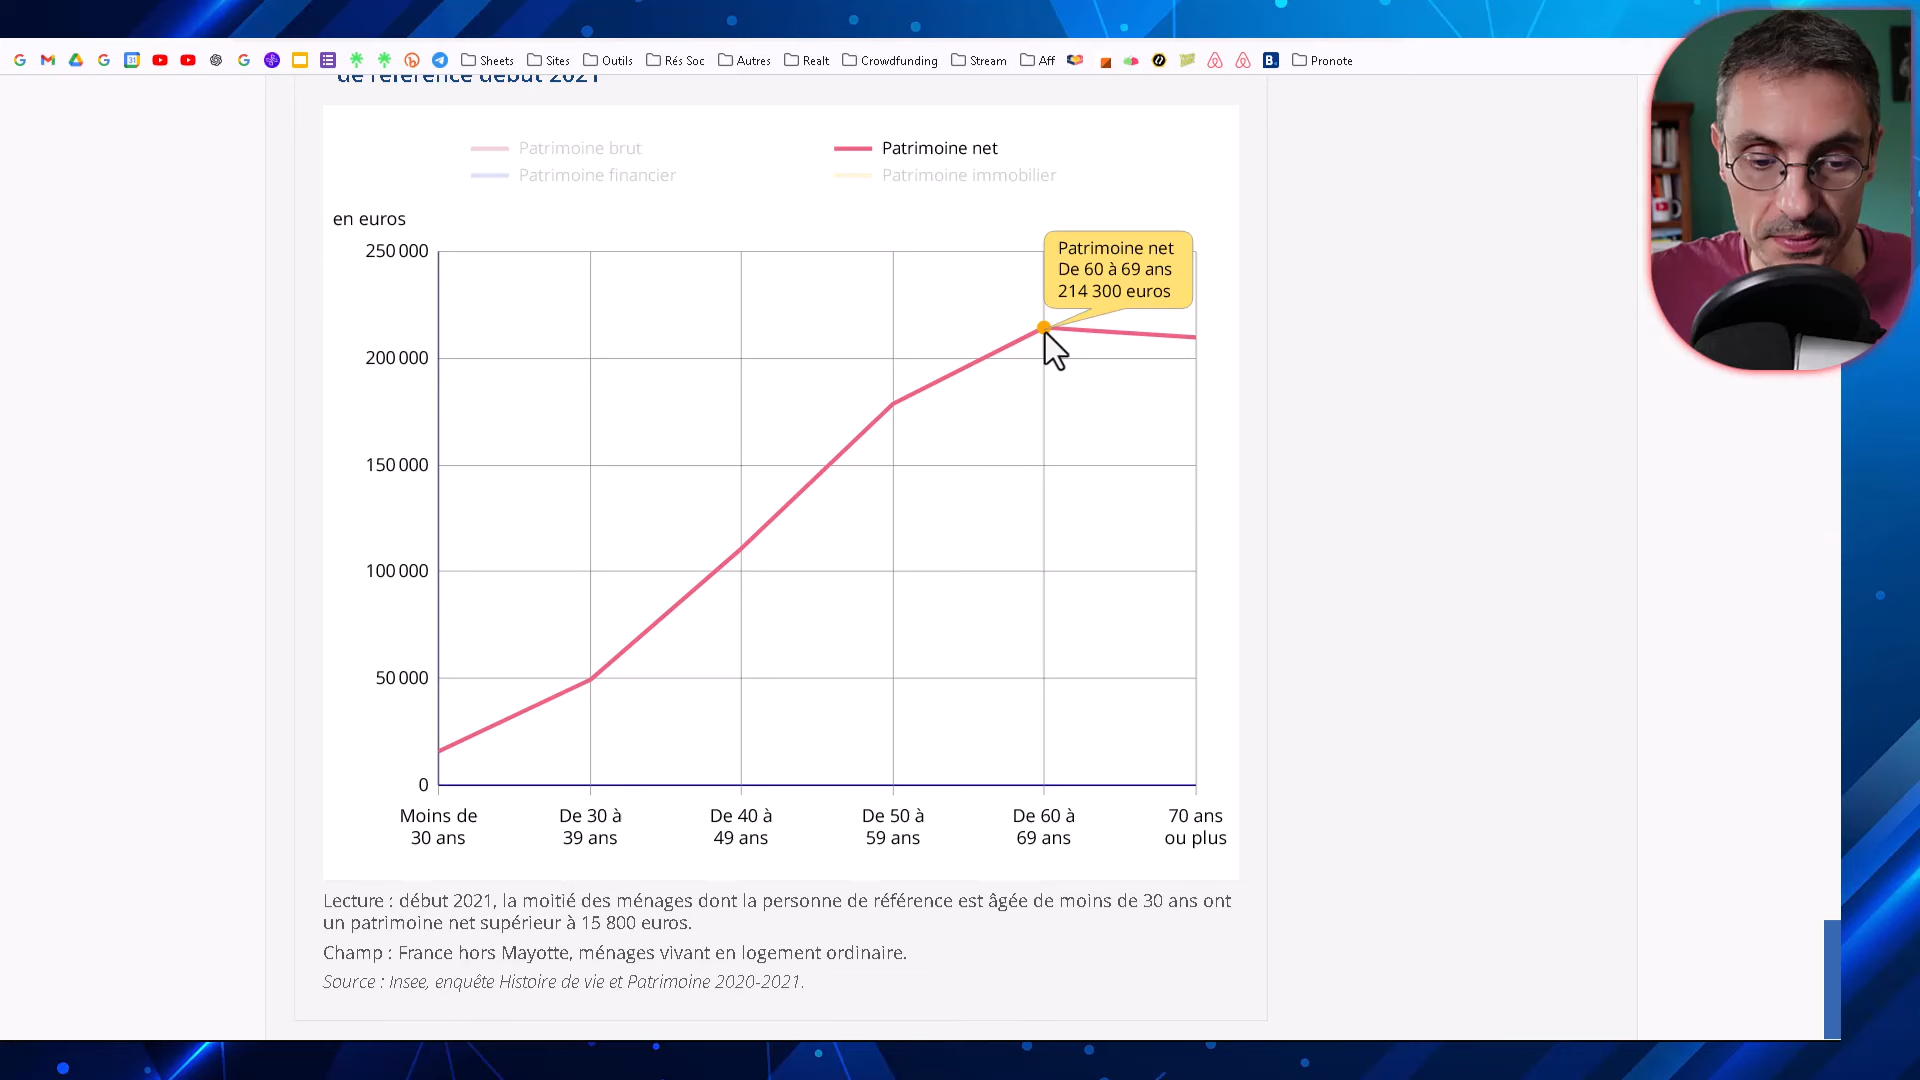 Sheets
Sites
Outils
Rés Soc
Autres
Realt
Crowdfunding
Stream
Aff
B.
Pronote
de référence début 2021
Patrimoine brut
Patrimoine net
Patrimoine financier
Patrimoine immobilier
en euros
250 000
200 000
150 000
100 000
50 000
0
Patrimoine net
De 60 à 69 ans
214 300 euros
Moins de
30 ans
De 30 à
39 ans
De 40 à
49 ans
De 50 à
59 ans
De 60 à
69 ans
70 ans
ou plus
Lecture : début 2021, la moitié des ménages dont la personne de référence est âgée de moins de 30 ans ont
un patrimoine net supérieur à 15 800 euros.
Champ : France hors Mayotte, ménages vivant en logement ordinaire.
Source : Insee, enquête Histoire de vie et Patrimoine 2020-2021.